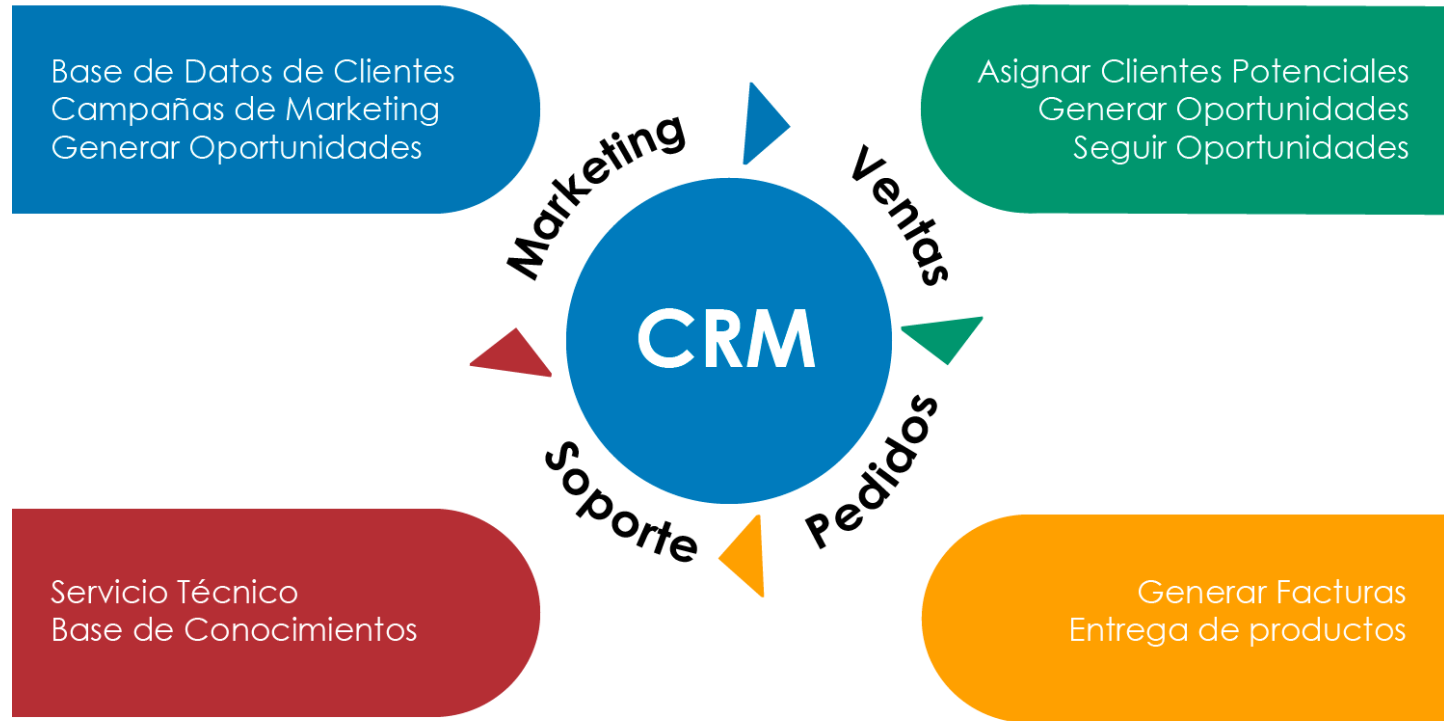 Base de Datos de Clientes
Campañas de Marketing
Generar Oportunidades
Asignar Clientes Potenciales
Generar Oportunidades
Seguir Oportunidades
Marketing
Ventas
CRM
Soporte
Pedidos
Servicio Técnico
Base de Conocimientos
Generar Facturas
Entrega de productos